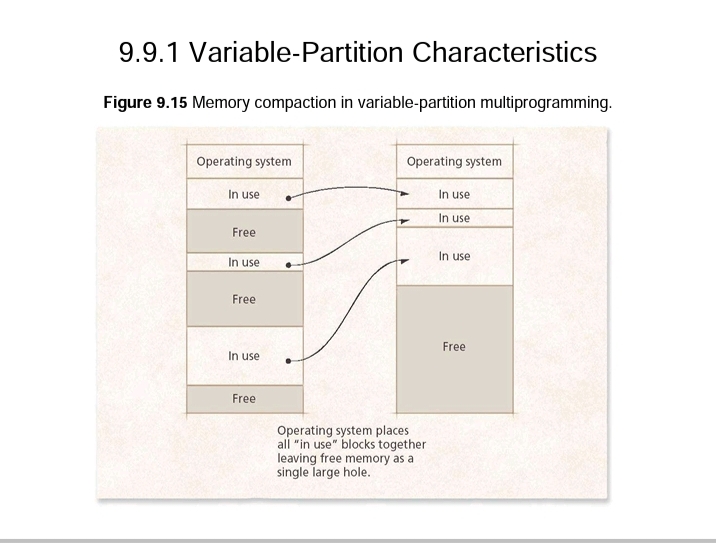 9.9.1 Variable-Partition Characteristics
Figure 9.15 Memory compaction in variable-partition multiprogramming.
Operating system
In use
Free
In use
Free
In use
Free
Operating system
In use
In use
In use
Free
Operating system places
all “in use” blocks together
leaving free memory as a
single large hole.